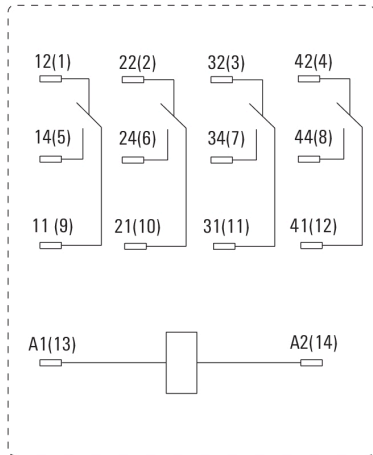 12(1) 22(2) 32(3) 42(4)
14(5) 24(6) 34(7) 44(8)
11 (9) 21(10) 31(11) 41(12)
A1(13) A2(14)